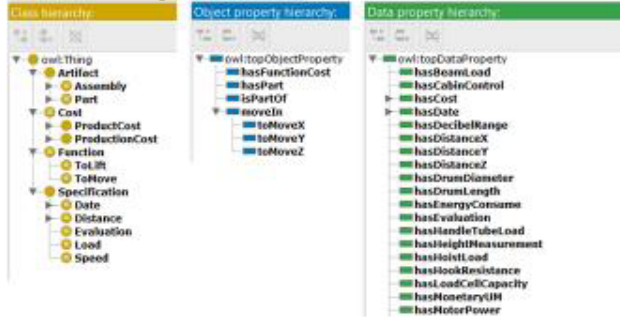 Class hierarchy:
owl:Thing
Artifact
Assembly
Part
Cost
ProductCost
ProductionCost
Function
ToLift
ToMove
Specification
Date
Distance
Evaluation
Load
Speed
Object property hierarchy:
owl:topObjectProperty
hasFunctionCost
hasPart
isPartOf
moveIn
toMoveX
toMoveY
toMoveZ
Data property hierarchy:
owl:topDataProperty
hasBeamLoad
hasCabinControl
hasCost
hasDate
hasDecibelRange
hasDistanceX
hasDistanceY
hasDistanceZ
hasDrumDiameter
hasDrumLength
hasEnergyConsume
hasEvaluation
hasHandleTubeLoad
hasHeightMeasurement
hasHoistLoad
hasHookResistance
hasLoadCellCapacity
hasMonetaryUM
hasMotorPower